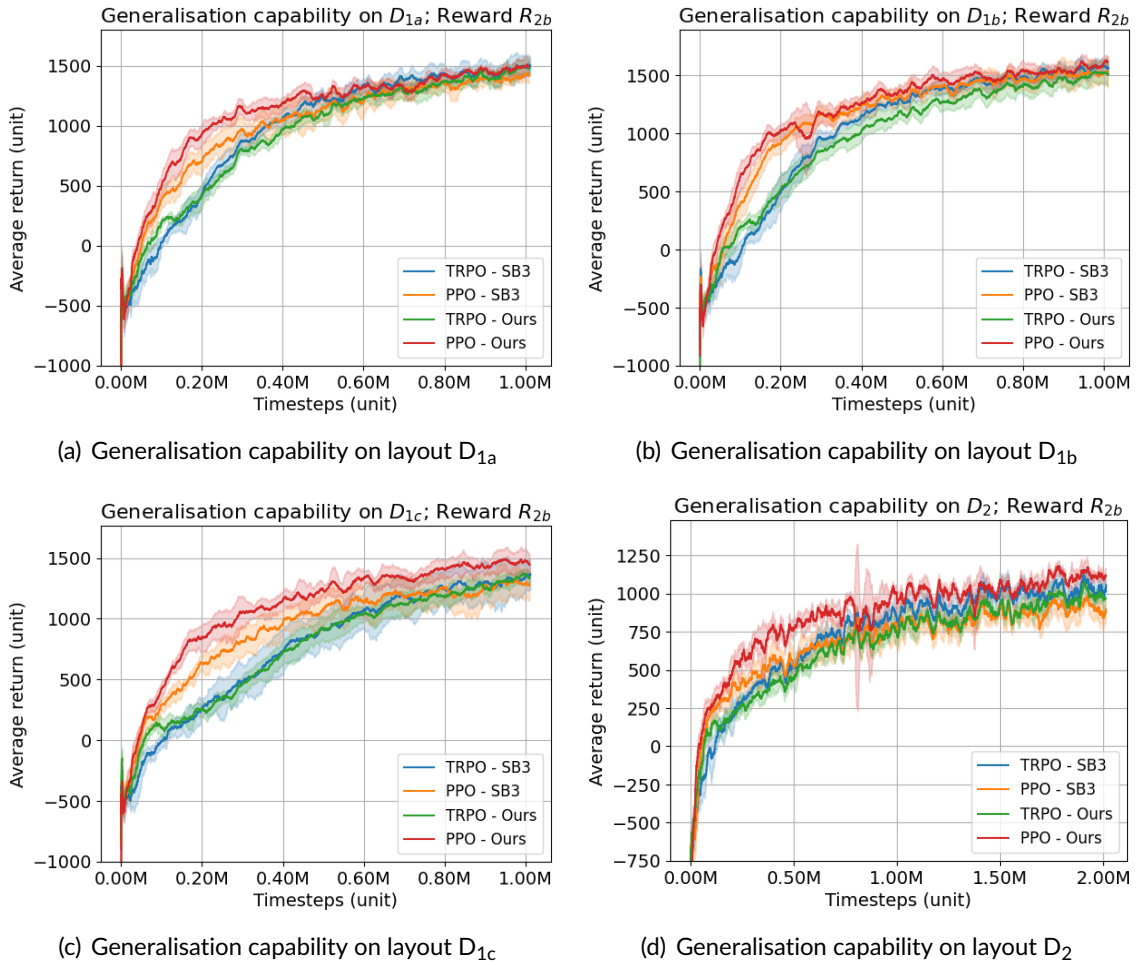 Generalisation capability on D1a; Reward R2b
Average return (unit)
1500
1000
500
0
−500
−1000
0.00M 0.20M 0.40M 0.60M 0.80M 1.00M
Timesteps (unit)
TRPO - SB3
PPO - SB3
TRPO - Ours
PPO - Ours
(a) Generalisation capability on layout D1a
Generalisation capability on D1b; Reward R2b
Average return (unit)
1500
1000
500
0
−500
−1000
0.00M 0.20M 0.40M 0.60M 0.80M 1.00M
Timesteps (unit)
TRPO - SB3
PPO - SB3
TRPO - Ours
PPO - Ours
(b) Generalisation capability on layout D1b
Generalisation capability on D1c; Reward R2b
Average return (unit)
1500
1000
500
0
−500
−1000
0.00M 0.20M 0.40M 0.60M 0.80M 1.00M
Timesteps (unit)
TRPO - SB3
PPO - SB3
TRPO - Ours
PPO - Ours
(c) Generalisation capability on layout D1c
Generalisation capability on D2; Reward R2b
Average return (unit)
1250
1000
750
500
250
0
−250
−500
−750
0.00M 0.50M 1.00M 1.50M 2.00M
Timesteps (unit)
TRPO - SB3
PPO - SB3
TRPO - Ours
PPO - Ours
(d) Generalisation capability on layout D2